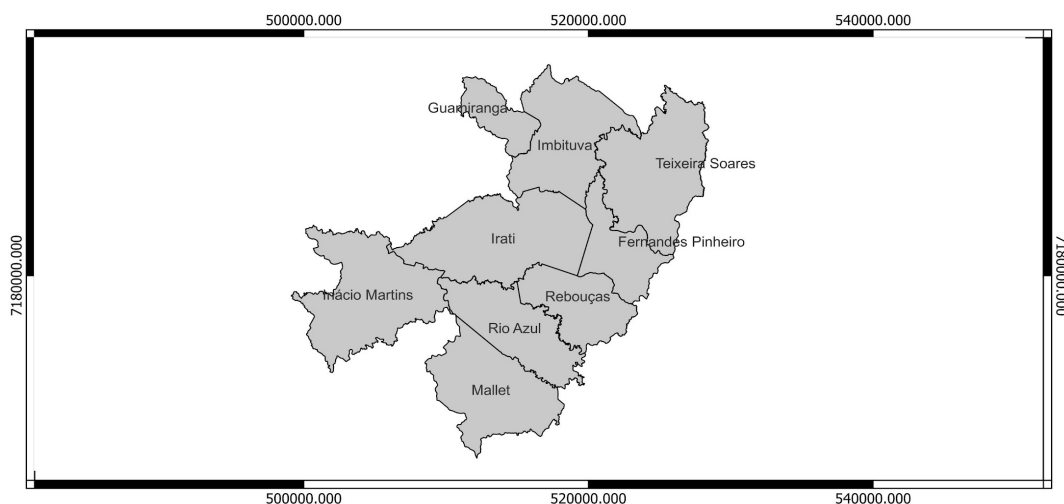 500000.000 520000.000 540000.000
Guamiranga
Imbituva
Teixeira Soares
Irati
Fernandes Pinheiro
7180000.000
7180000.000
Inácio Martins
Rebouças
Rio Azul
Mallet
500000.000 520000.000 540000.000